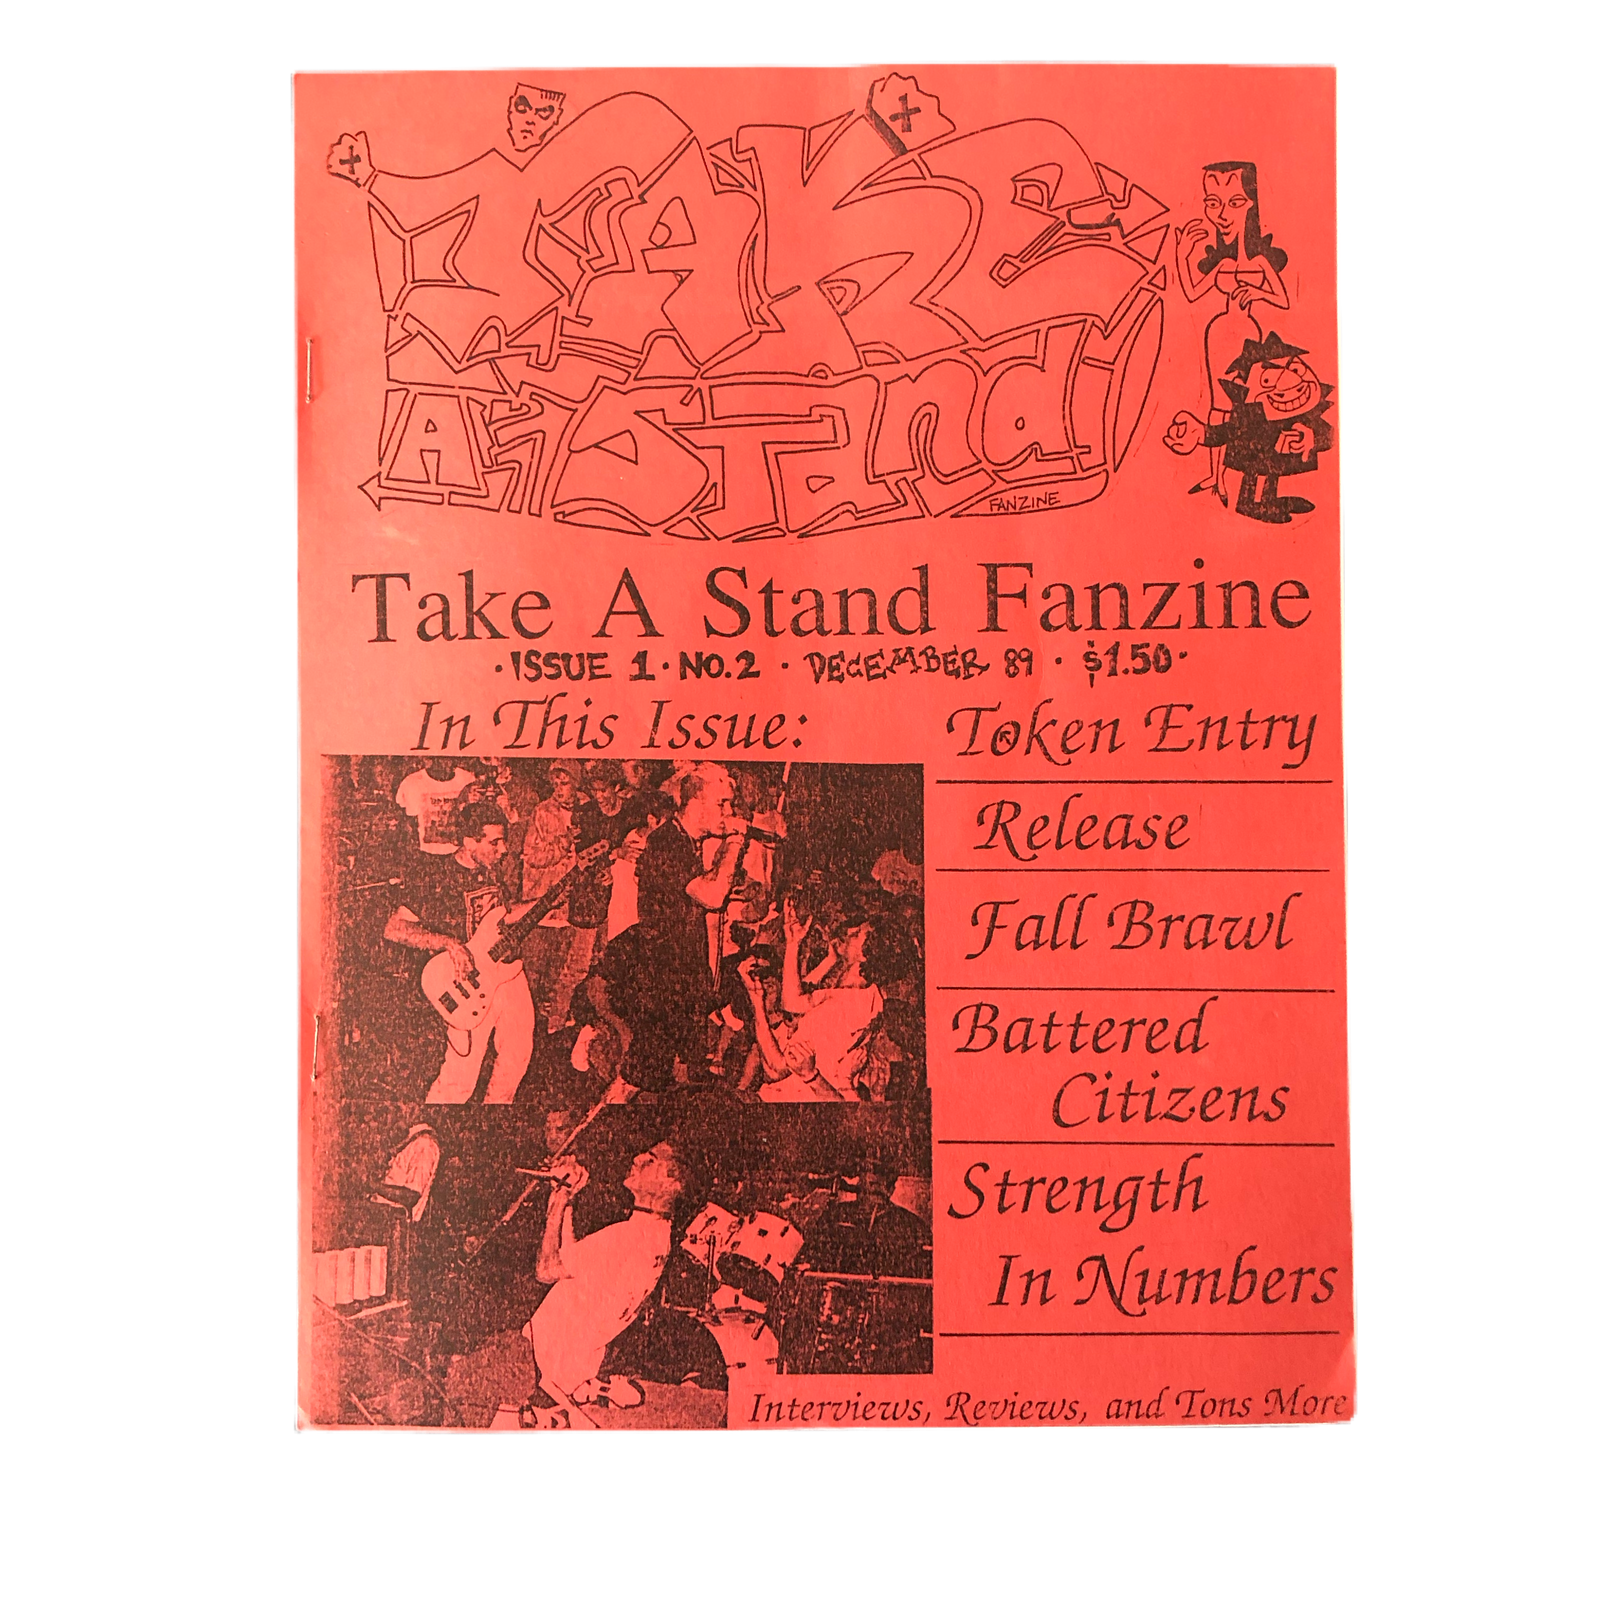 TAKE
A STand!
FANZINE
Take A Stand Fanzine
·ISSUE 1·NO.2 · DECEMBER 89 · $1.50·
In This Issue:
Token Entry
Release
Fall Brawl
Battered
Citizens
Strength
In Numbers
Interviews, Reviews, and Tons More